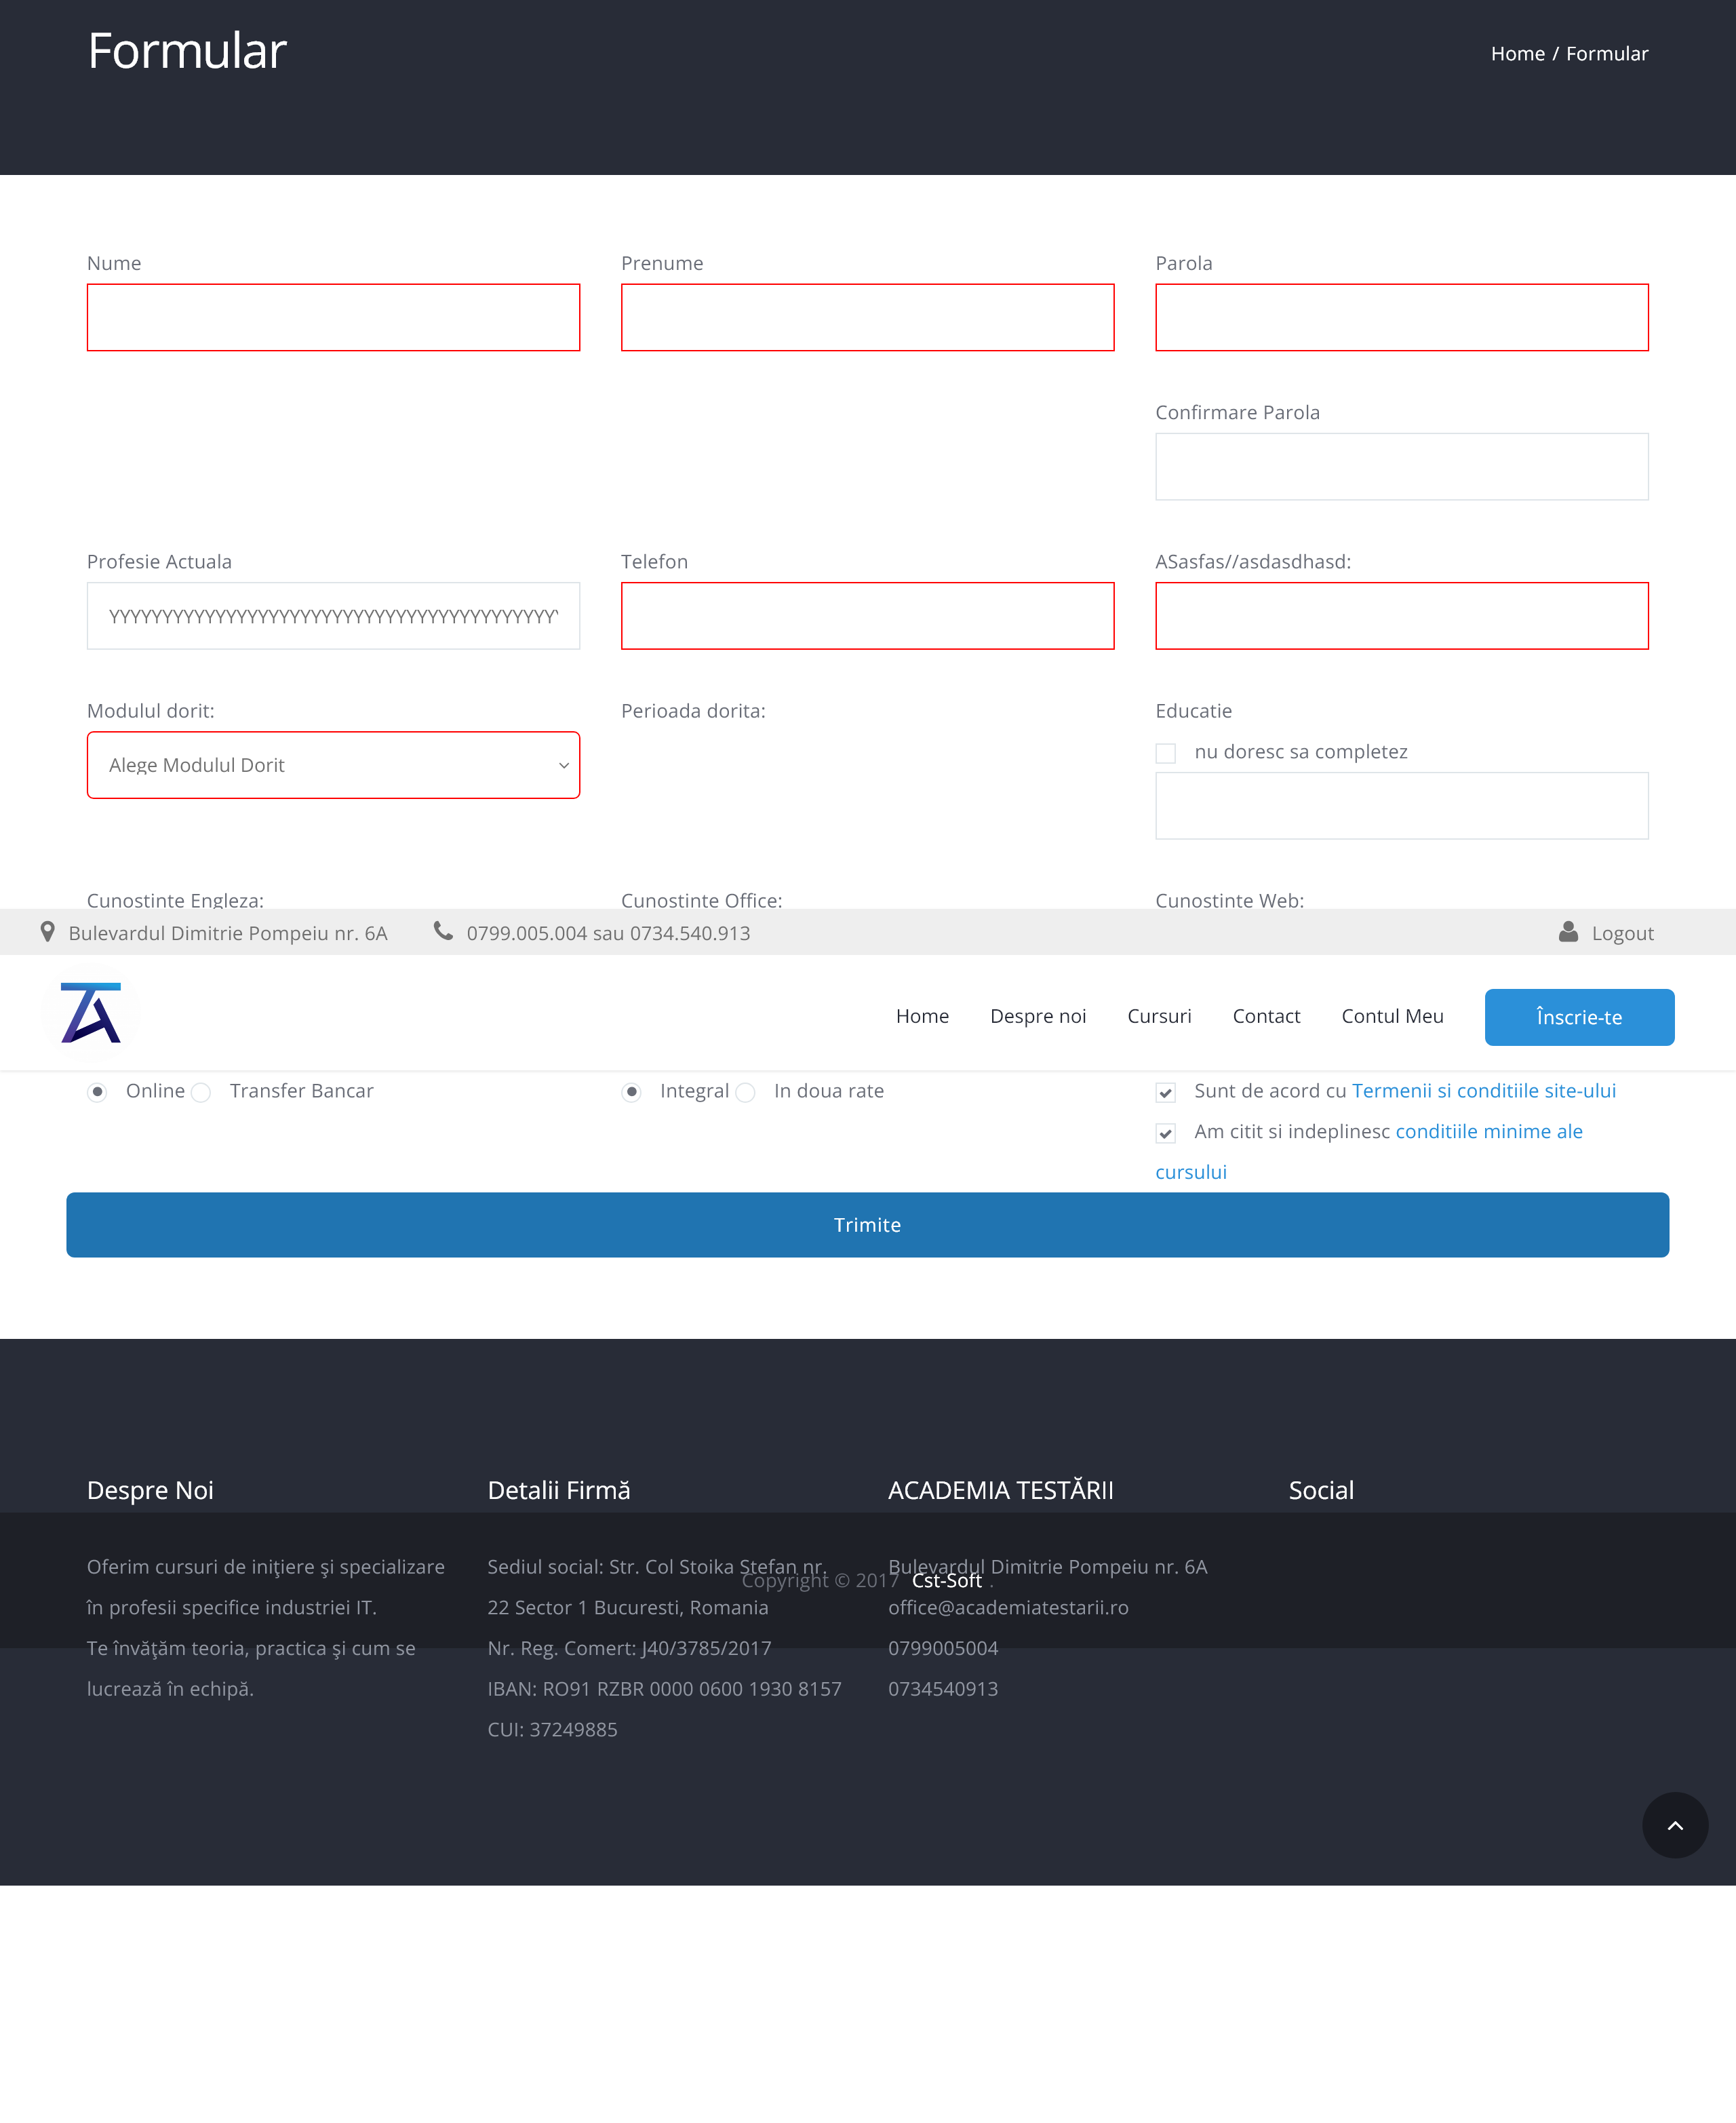 Formular
Home / Formular
Nume
Prenume
Parola
Confirmare Parola
Profesie Actuala
Telefon
ASasfas//asdasdhasd:
YYYYYYYYYYYYYYYYYYYYYYYYYYYYYYYYYYYYYYYYYY
Modulul dorit:
Perioada dorita:
Educatie
nu doresc sa completez
Alege Modulul Dorit
Cunostinte Engleza:
Cunostinte Office:
Cunostinte Web:
Bulevardul Dimitrie Pompeiu nr. 6A
0799.005.004 sau 0734.540.913
Logout
TA
Home
Despre noi
Cursuri
Contact
Contul Meu
Înscrie-te
Online
Transfer Bancar
Integral
In doua rate
Sunt de acord cu Termenii si conditiile site-ului
Am citit si indeplinesc conditiile minime ale
cursului
Trimite
Despre Noi
Oferim cursuri de iniţiere şi specializare
în profesii specifice industriei IT.
Te învăţăm teoria, practica şi cum se
lucrează în echipă.
Detalii Firmă
Sediul social: Str. Col Stoika Stefan nr.
22 Sector 1 Bucuresti, Romania
Nr. Reg. Comert: J40/3785/2017
IBAN: RO91 RZBR 0000 0600 1930 8157
CUI: 37249885
ACADEMIA TESTĂRII
Bulevardul Dimitrie Pompeiu nr. 6A
office@academiatestarii.ro
0799005004
0734540913
Social
Copyright © 2017 Cst-Soft .